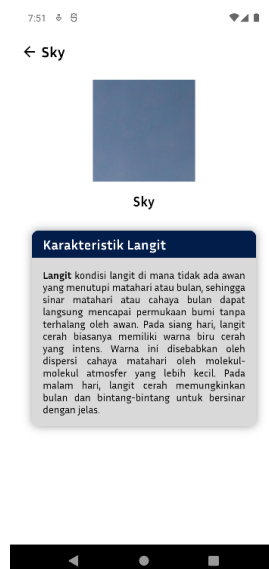 7:51
Sky
Sky
Karakteristik Langit
Langit kondisi langit di mana tidak ada awan
yang menutupi matahari atau bulan, sehingga
sinar matahari atau cahaya bulan dapat
langsung mencapai permukaan bumi tanpa
terhalang oleh awan. Pada siang hari, langit
cerah biasanya memiliki warna biru cerah
yang intens. Warna ini disebabkan oleh
dispersi cahaya matahari oleh molekul-
molekul atmosfer yang lebih kecil. Pada
malam hari, langit cerah memungkinkan
bulan dan bintang-bintang untuk bersinar
dengan jelas.